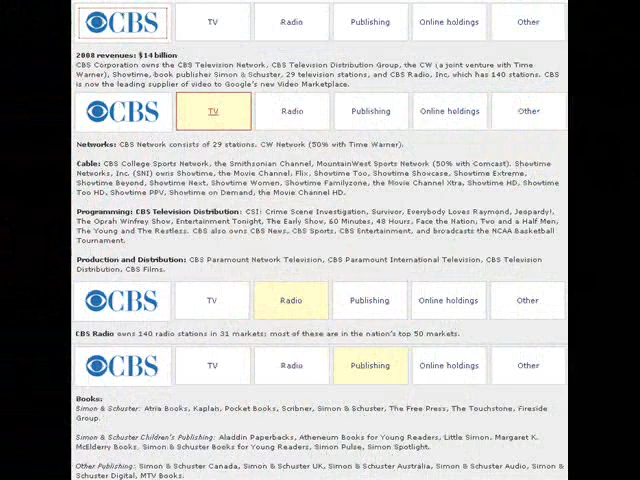 CBS TV Radio Publishing Online holdings Other
2008 revenues: $14 billion
CBS Corporation owns the CBS Television Network, CBS Television Distribution Group, the CW (a joint venture with Time
Warner), Showtime, book publisher Simon & Schuster, 29 television stations, and CBS Radio, Inc, which has 140 stations. CBS
is now the leading supplier of video to Google's new Video Marketplace.
CBS TV Radio Publishing Online holdings Other
Networks: CBS Network consists of 29 stations. CW Network (50% with Time Warner).
Cable: CBS College Sports Network, the Smithsonian Channel, MountainWest Sports Network (50% with Comcast). Showtime
Networks, Inc. (SNI) owns Showtime, the Movie Channel, Flix, Showtime Too, Showtime Showcase, Showtime Extreme,
Showtime Beyond, Showtime Next, Showtime Women, Showtime Familyzone, the Movie Channel Xtra, Showtime HD, Showtime
Too HD, Showtime PPV, Showtime on Demand, the Movie Channel HD.
Programming: CBS Television Distribution: CSI: Crime Scene Investigation, Survivor, Everybody Loves Raymond, Jeopardy!,
The Oprah Winfrey Show, Entertainment Tonight, The Early Show, 60 Minutes, 48 Hours, Face the Nation, Two and a Half Men,
The Young and The Restless. CBS also owns CBS News, CBS Sports, CBS Entertainment, and broadcasts the NCAA Basketball
Tournament.
Production and Distribution: CBS Paramount Network Television, CBS Paramount International Television, CBS Television
Distribution, CBS Films.
CBS TV Radio Publishing Online holdings Other
CBS Radio owns 140 radio stations in 31 markets; most of these are in the nation's top 50 markets.
CBS TV Radio Publishing Online holdings Other
Books:
Simon & Schuster: Atria Books, Kaplan, Pocket Books, Scribner, Simon & Schuster, The Free Press, The Touchstone, Fireside
Group.
Simon & Schuster Children's Publishing: Aladdin Paperbacks, Atheneum Books for Young Readers, Little Simon, Margaret K.
McElderry Books, Simon & Schuster Books for Young Readers, Simon Pulse, Simon Spotlight.
Other Publishing: Simon & Schuster Canada, Simon & Schuster UK, Simon & Schuster Australia, Simon & Schuster Audio, Simon &
Schuster Digital, MTV Books.